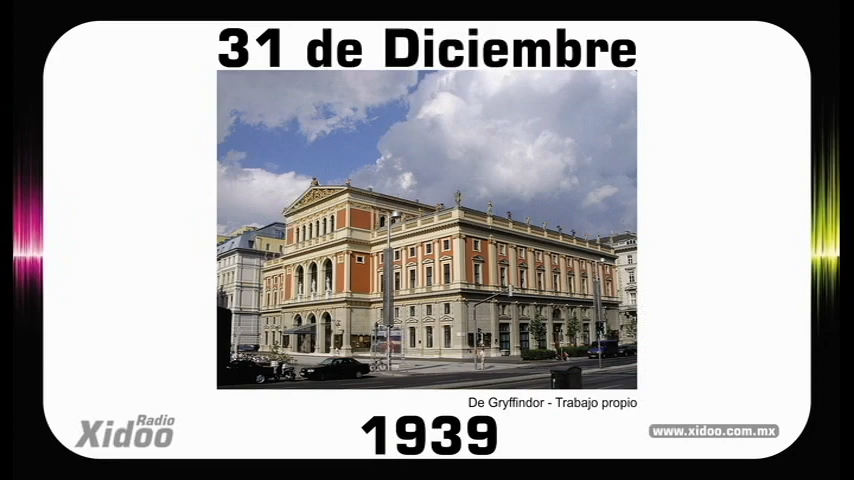 31 de Diciembre
De Gryffindor - Trabajo propio
1939
Radio
Xidoo
www.xidoo.com.mx